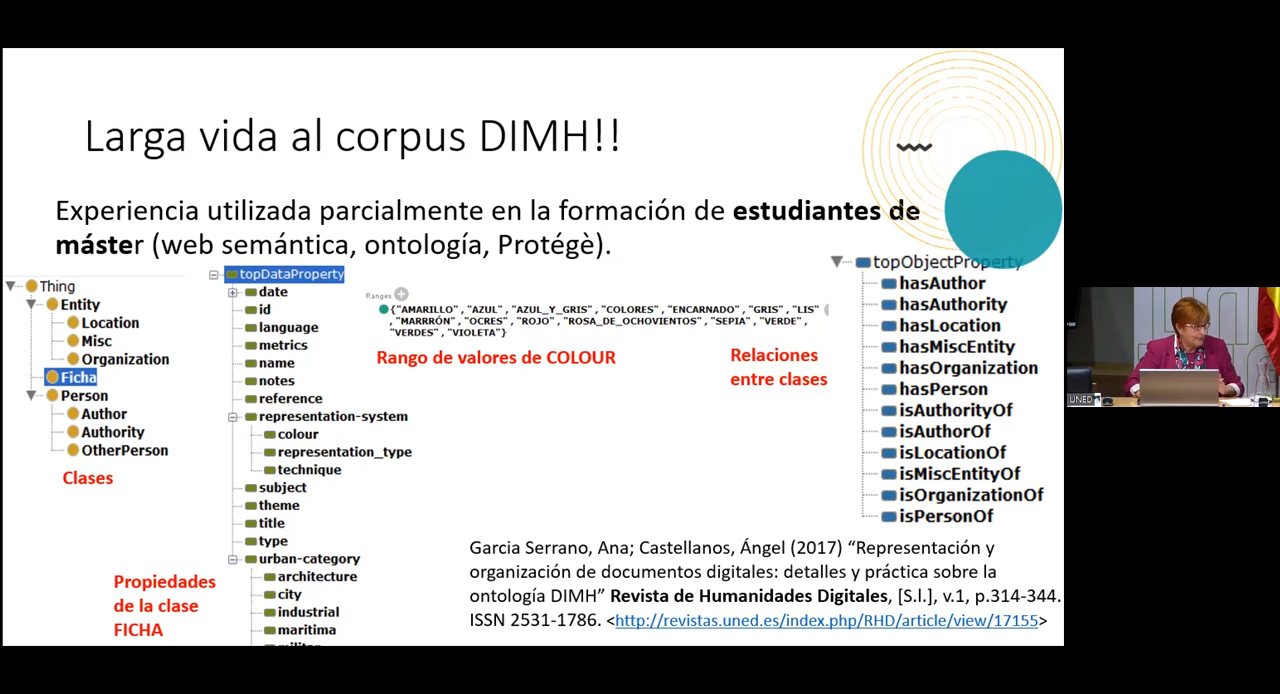 Larga vida al corpus DIMH!!
Experiencia utilizada parcialmente en la formación de estudiantes de
máster (web semántica, ontología, Protégè).
Thing
Entity
Location
Misc
Organization
Ficha
Person
Author
Authority
OtherPerson
Clases
topDataProperty
date
id
language
metrics
name
notes
reference
representation-system
colour
representation_type
technique
subject
theme
title
type
urban-category
architecture
city
industrial
maritima
Propiedades
de la clase
FICHA
Ranges
{"AMARILLO" , "AZUL" , "AZUL_Y_GRIS" , "COLORES" , "ENCARNADO" , "GRIS" , "LIS"
, "MARRÓN" , "OCRES" , "ROJO" , "ROSA_DE_OCHOVIENTOS" , "SEPIA" , "VERDE" ,
"VERDES" , "VIOLETA"}
Rango de valores de COLOUR
Relaciones
entre clases
topObjectProperty
hasAuthor
hasAuthority
hasLocation
hasMiscEntity
hasOrganization
hasPerson
isAuthorityOf
isAuthorOf
isLocationOf
isMiscEntityOf
isOrganizationOf
isPersonOf
Garcia Serrano, Ana; Castellanos, Ángel (2017) “Representación y
organización de documentos digitales: detalles y práctica sobre la
ontología DIMH” Revista de Humanidades Digitales, [S.l.], v.1, p.314-344.
ISSN 2531-1786. <http://revistas.uned.es/index.php/RHD/article/view/17155>
UNED